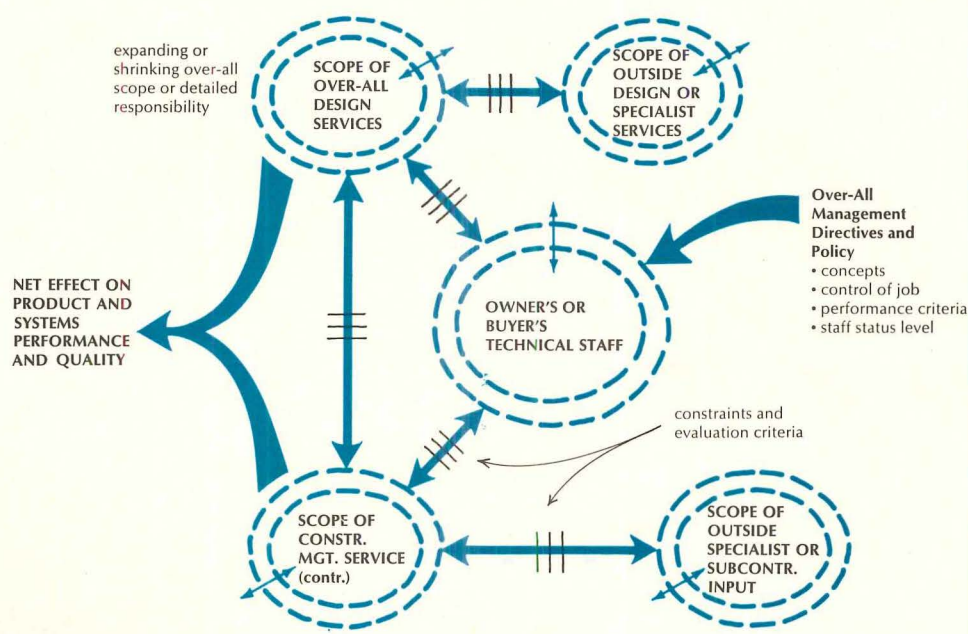 expanding or
shrinking over-all
scope or detailed
responsibility
SCOPE OF
OVER-ALL
DESIGN
SERVICES
SCOPE OF
OUTSIDE
DESIGN OR
SPECIALIST
SERVICES
Over-All
Management
Directives and
Policy
• concepts
• control of job
• performance criteria
• staff status level
NET EFFECT ON
PRODUCT AND
SYSTEMS
PERFORMANCE
AND QUALITY
OWNER'S OR
BUYER'S
TECHNICAL STAFF
constraints and
evaluation criteria
SCOPE OF
CONSTR.
MGT. SERVICE
(contr.)
SCOPE OF
OUTSIDE
SPECIALIST OR
SUBCONTR.
INPUT